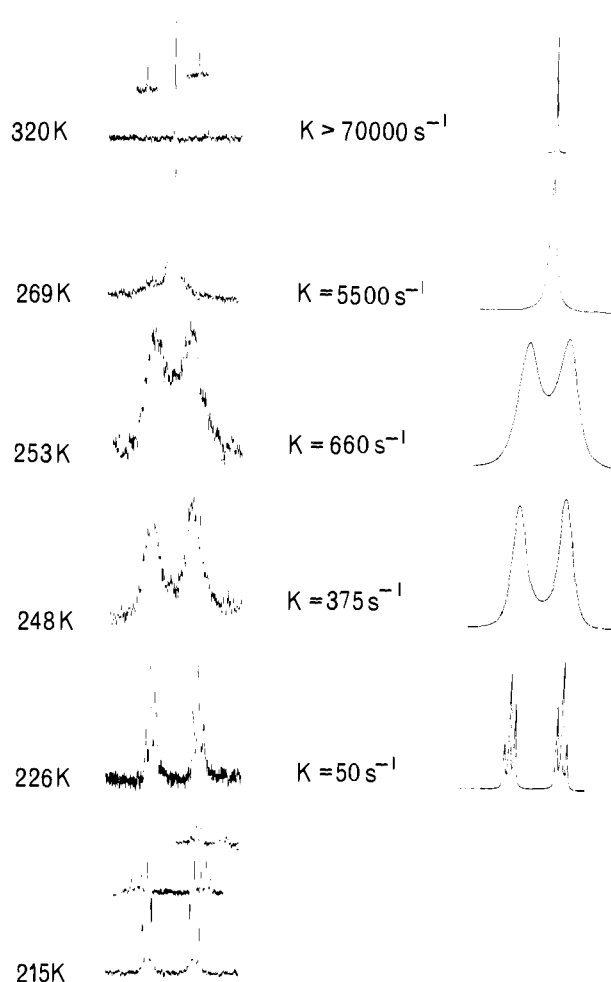 320K K > 70000 s⁻¹
269K K = 5500 s⁻¹
253K K = 660 s⁻¹
248K K = 375 s⁻¹
226K K = 50 s⁻¹
215K